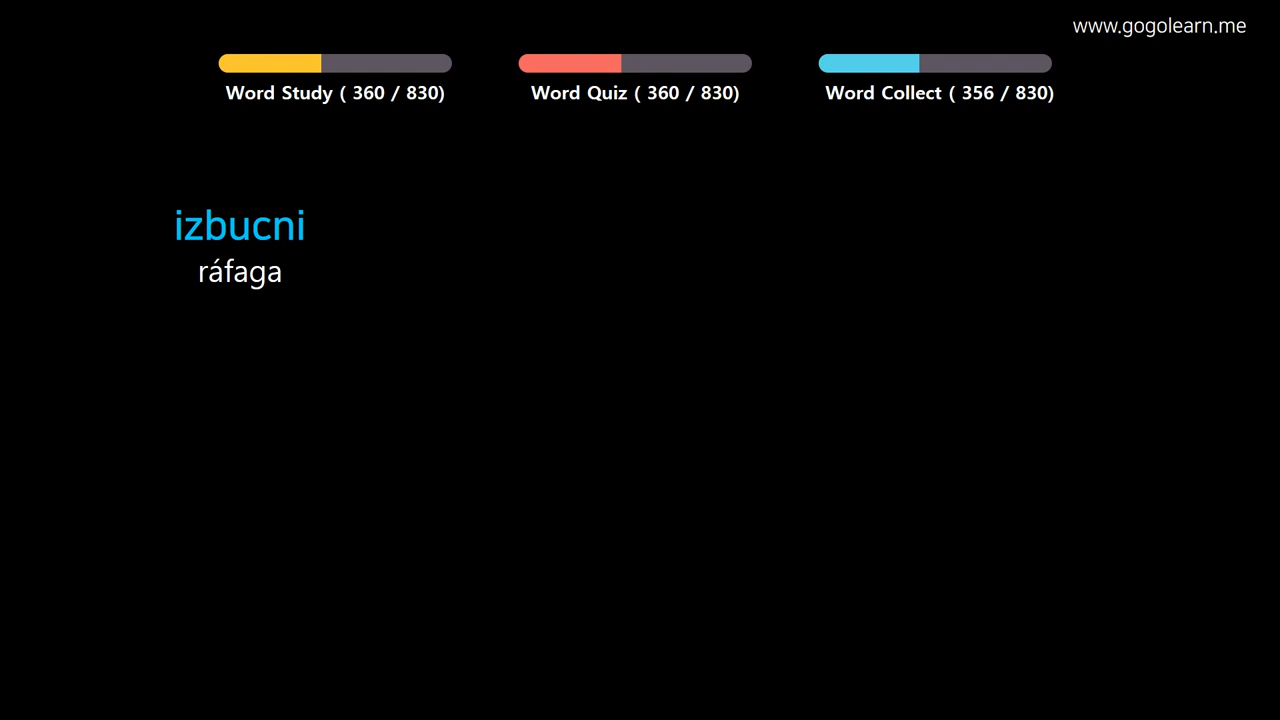 www.gogolearn.me
Word Study ( 360 / 830)
Word Quiz ( 360 / 830)
Word Collect ( 356 / 830)
izbucni
ráfaga